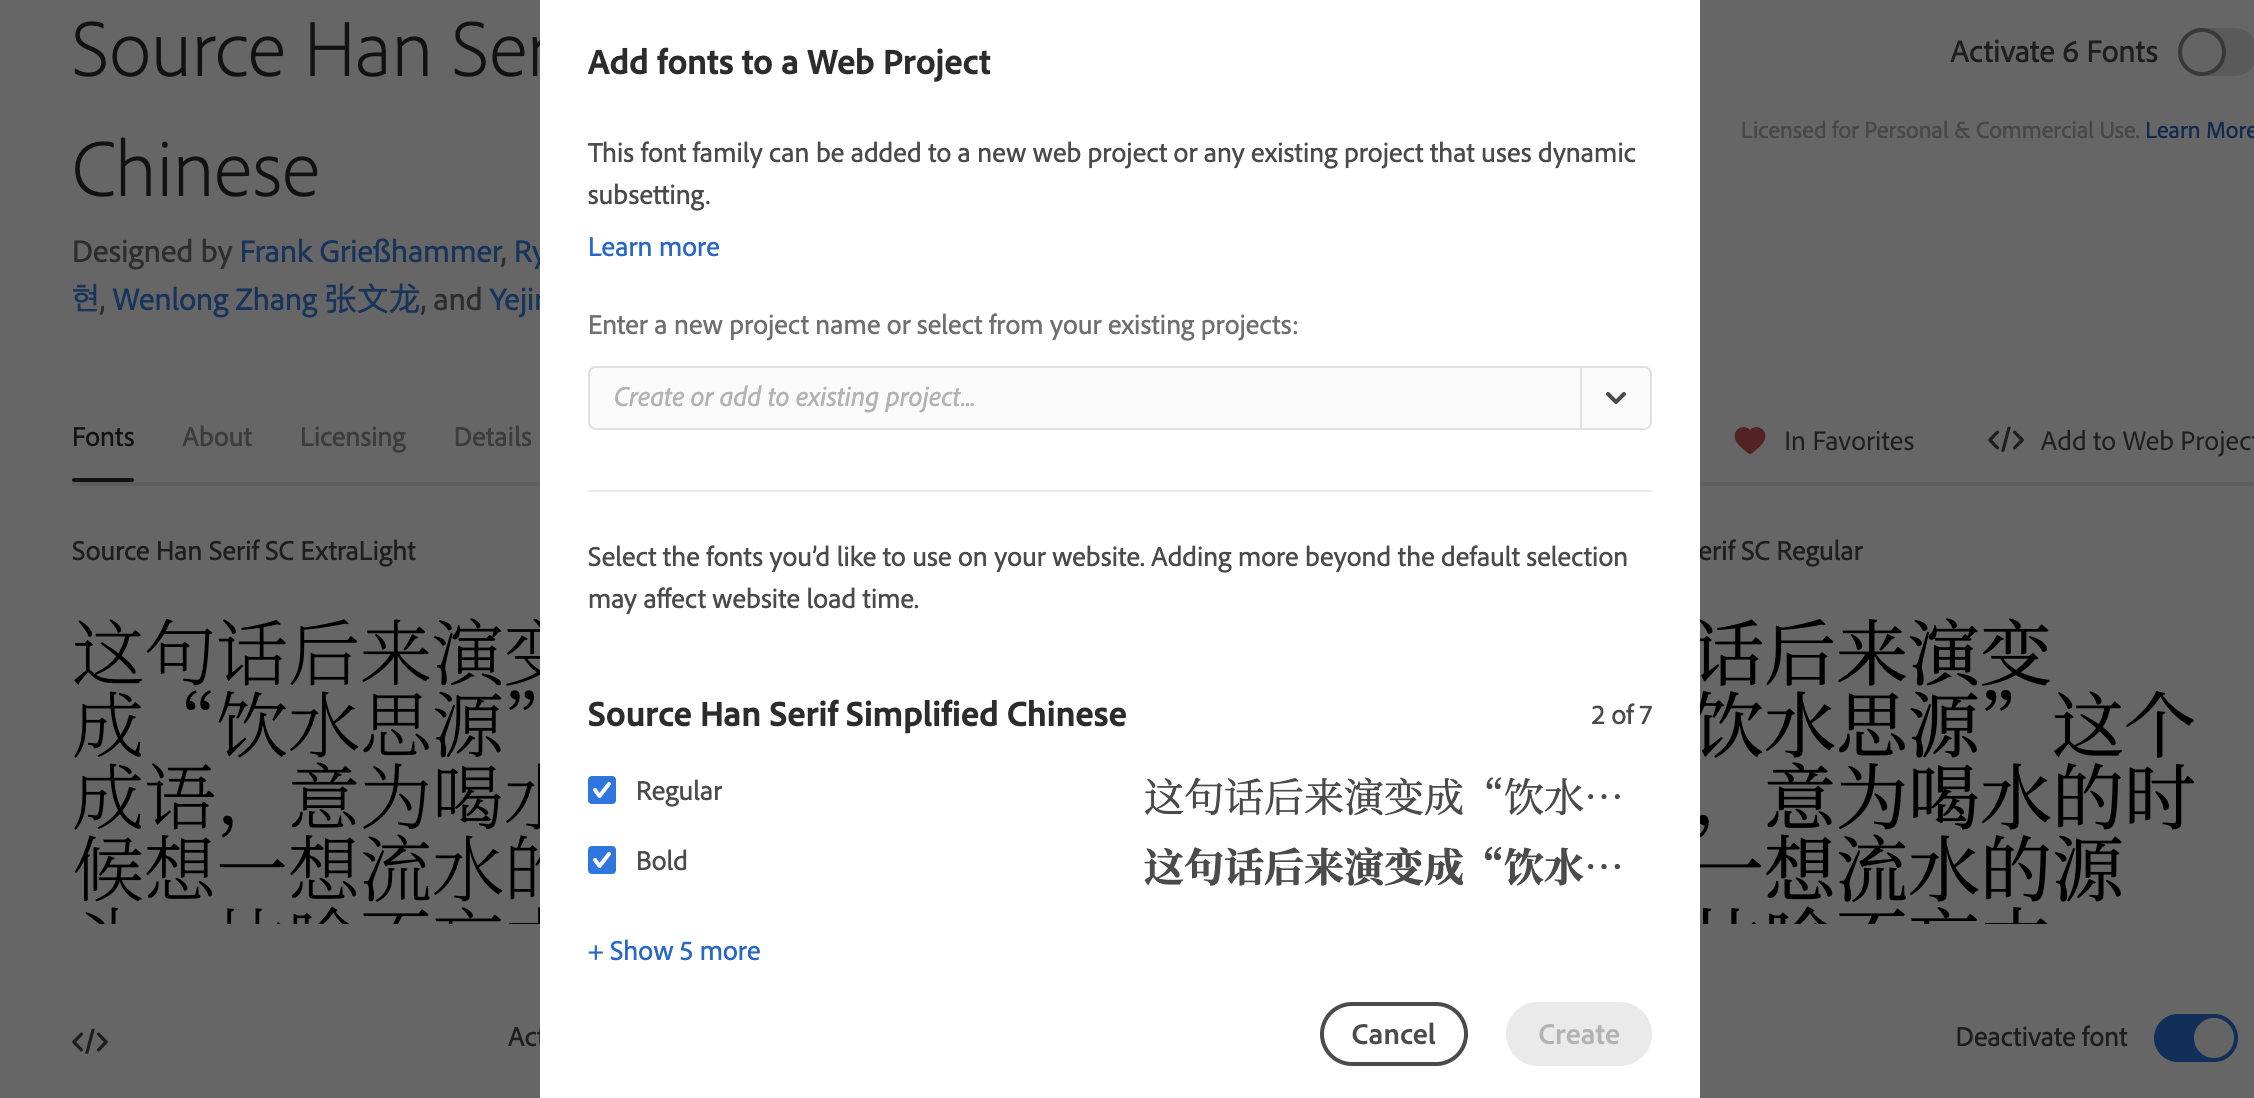 Source Han Ser
Chinese
Designed by Frank Grießhammer, Ry
현, Wenlong Zhang 张文龙, and Yejin
Fonts About Licensing Details
Source Han Serif SC ExtraLight
这句话后来演变
成“饮水思源”
成语，意为喝水
候想一想流水的
Add fonts to a Web Project
This font family can be added to a new web project or any existing project that uses dynamic
subsetting.
Learn more
Enter a new project name or select from your existing projects:
Create or add to existing project...
Select the fonts you’d like to use on your website. Adding more beyond the default selection
may affect website load time.
Source Han Serif Simplified Chinese 2 of 7
Regular 这句话后来演变成“饮水…
Bold 这句话后来演变成“饮水…
+ Show 5 more
Cancel Create
Activate 6 Fonts
Licensed for Personal & Commercial Use. Learn More
In Favorites </> Add to Web Project
erif SC Regular
话后来演变
饮水思源”这个
，意为喝水的时
一想流水的源
</> Act
Deactivate font